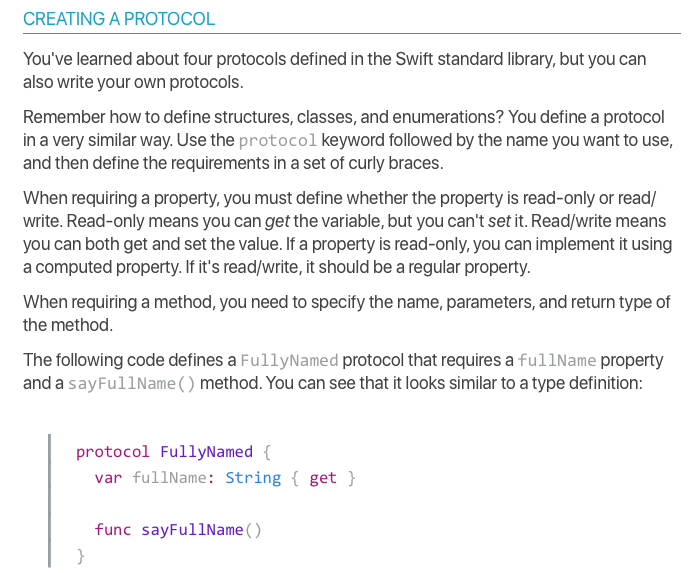 CREATING A PROTOCOL
You've learned about four protocols defined in the Swift standard library, but you can
also write your own protocols.
Remember how to define structures, classes, and enumerations? You define a protocol
in a very similar way. Use the protocol keyword followed by the name you want to use,
and then define the requirements in a set of curly braces.
When requiring a property, you must define whether the property is read-only or read/
write. Read-only means you can get the variable, but you can't set it. Read/write means
you can both get and set the value. If a property is read-only, you can implement it using
a computed property. If it's read/write, it should be a regular property.
When requiring a method, you need to specify the name, parameters, and return type of
the method.
The following code defines a FullyNamed protocol that requires a fullName property
and a sayFullName() method. You can see that it looks similar to a type definition:
protocol FullyNamed {
  var fullName: String { get }
  func sayFullName()
}